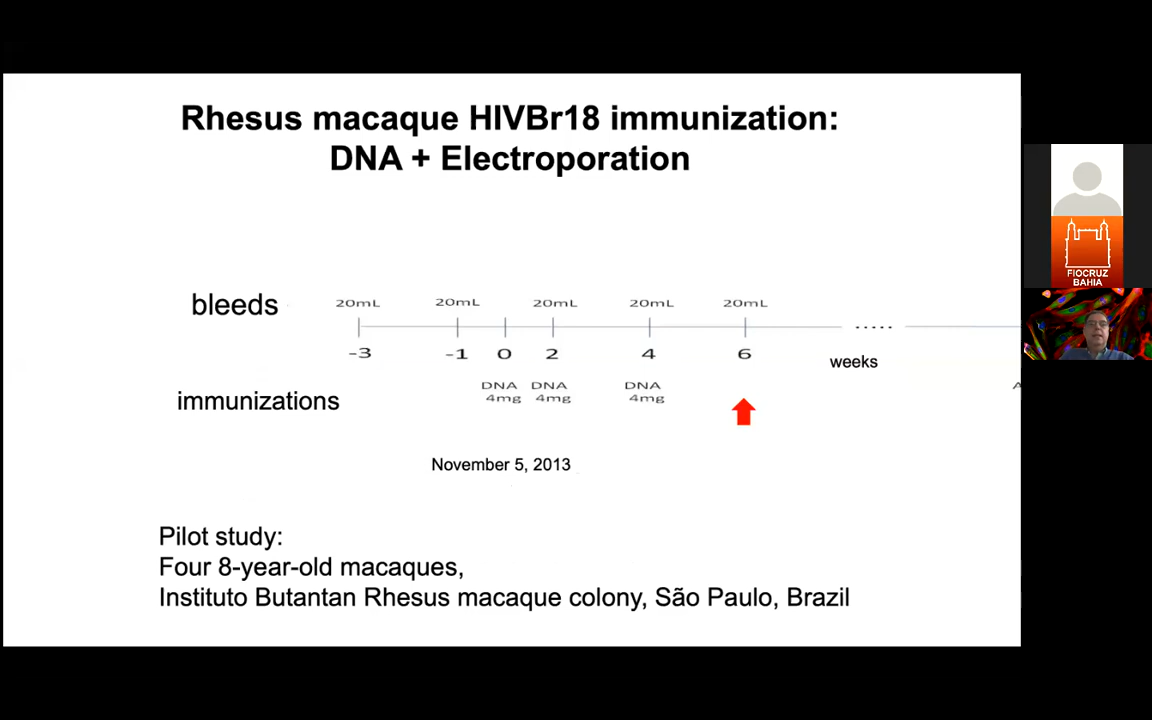 Rhesus macaque HIVBr18 immunization:
DNA + Electroporation
bleeds
20mL 20mL 20mL 20mL 20mL
-3 -1 0 2 4 6
.....
weeks
immunizations
DNA DNA DNA
4mg 4mg 4mg
November 5, 2013
Pilot study:
Four 8-year-old macaques,
Instituto Butantan Rhesus macaque colony, São Paulo, Brazil
FIOCRUZ
BAHIA